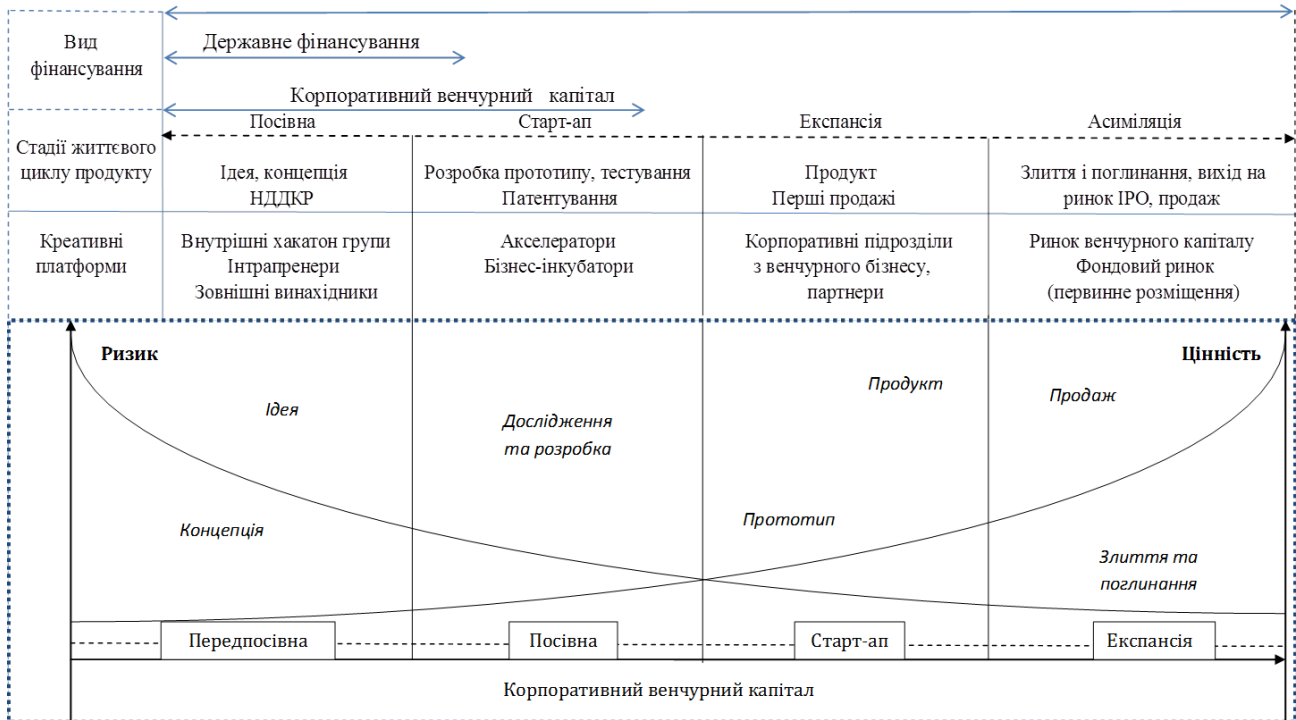 Вид
фінансування
Державне фінансування
Корпоративний венчурний капітал
Стадії життєвого
циклу продукту
Посівна
Старт-ап
Експансія
Асиміляція
Ідея, концепція
НДДКР
Розробка прототипу, тестування
Патентування
Продукт
Перші продажі
Злиття і поглинання, вихід на
ринок IPO, продаж
Креативні
платформи
Внутрішні хакатон групи
Інтрапренери
Зовнішні винахідники
Акселератори
Бізнес-інкубатори
Корпоративні підрозділи
з венчурного бізнесу,
партнери
Ринок венчурного капіталу
Фондовий ринок
(первинне розміщення)
Ризик
Цінність
Ідея
Дослідження
та розробка
Продукт
Продаж
Концепція
Прототип
Злиття та
поглинання
Передпосівна
Посівна
Старт-ап
Експансія
Корпоративний венчурний капітал